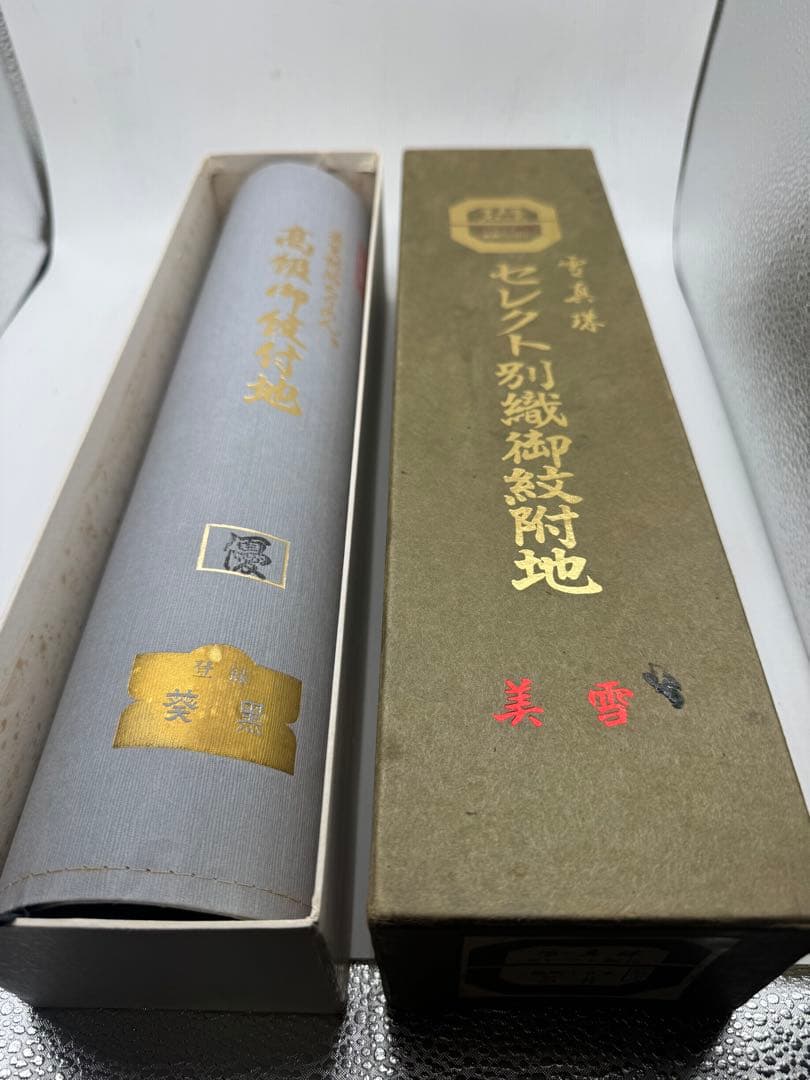 高級御紋付地
優
登録
葵黒
雪真珠
セレクト別織御紋附地
美雪